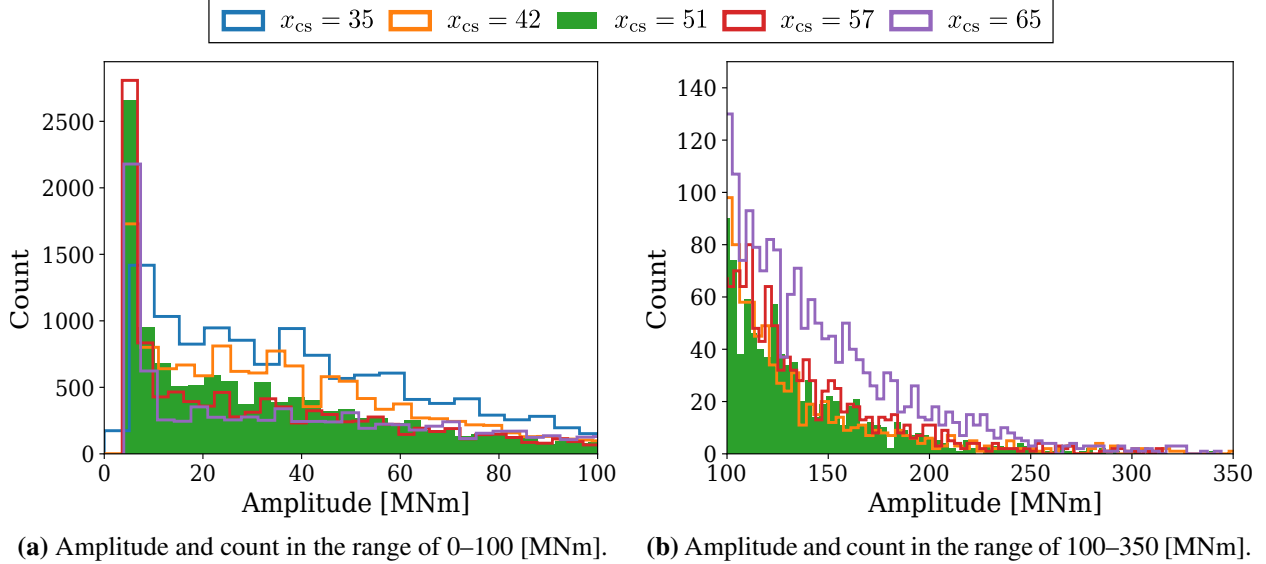 x_cs = 35 x_cs = 42 x_cs = 51 x_cs = 57 x_cs = 65
2500
2000
1500
1000
500
0
Count
0 20 40 60 80 100
Amplitude [MNm]
(a) Amplitude and count in the range of 0–100 [MNm].
140
120
100
80
60
40
20
0
Count
100 150 200 250 300 350
Amplitude [MNm]
(b) Amplitude and count in the range of 100–350 [MNm].